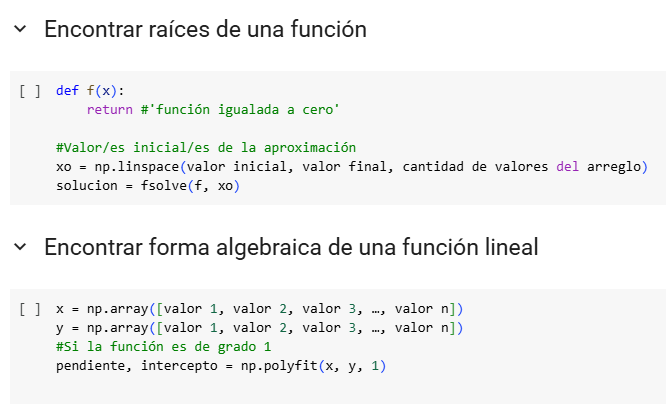 Encontrar raíces de una función
[ ] def f(x):
return #'función igualada a cero'
#Valor/es inicial/es de la aproximación
xo = np.linspace(valor inicial, valor final, cantidad de valores del arreglo)
solucion = fsolve(f, xo)
Encontrar forma algebraica de una función lineal
[ ] x = np.array([valor 1, valor 2, valor 3, …, valor n])
y = np.array([valor 1, valor 2, valor 3, …, valor n])
#Si la función es de grado 1
pendiente, intercepto = np.polyfit(x, y, 1)